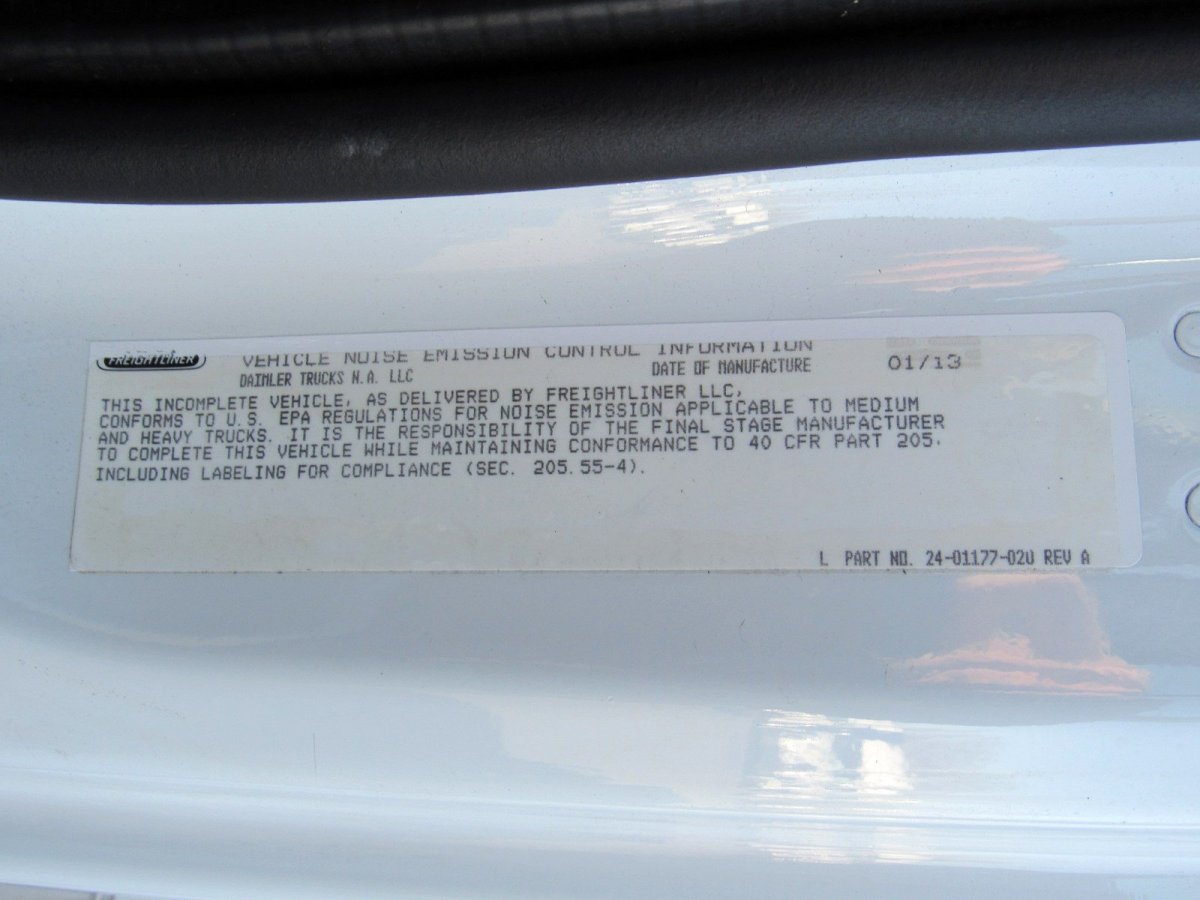 FREIGHTLINER VEHICLE NOISE EMISSION CONTROL INFORMATION
DAIMLER TRUCKS N.A. LLC DATE OF MANUFACTURE 01/13
THIS INCOMPLETE VEHICLE, AS DELIVERED BY FREIGHTLINER LLC,
CONFORMS TO U.S. EPA REGULATIONS FOR NOISE EMISSION APPLICABLE TO MEDIUM
AND HEAVY TRUCKS. IT IS THE RESPONSIBILITY OF THE FINAL STAGE MANUFACTURER
TO COMPLETE THIS VEHICLE WHILE MAINTAINING CONFORMANCE TO 40 CFR PART 205,
INCLUDING LABELING FOR COMPLIANCE (SEC. 205.55-4).
L PART NO. 24-01177-020 REV A